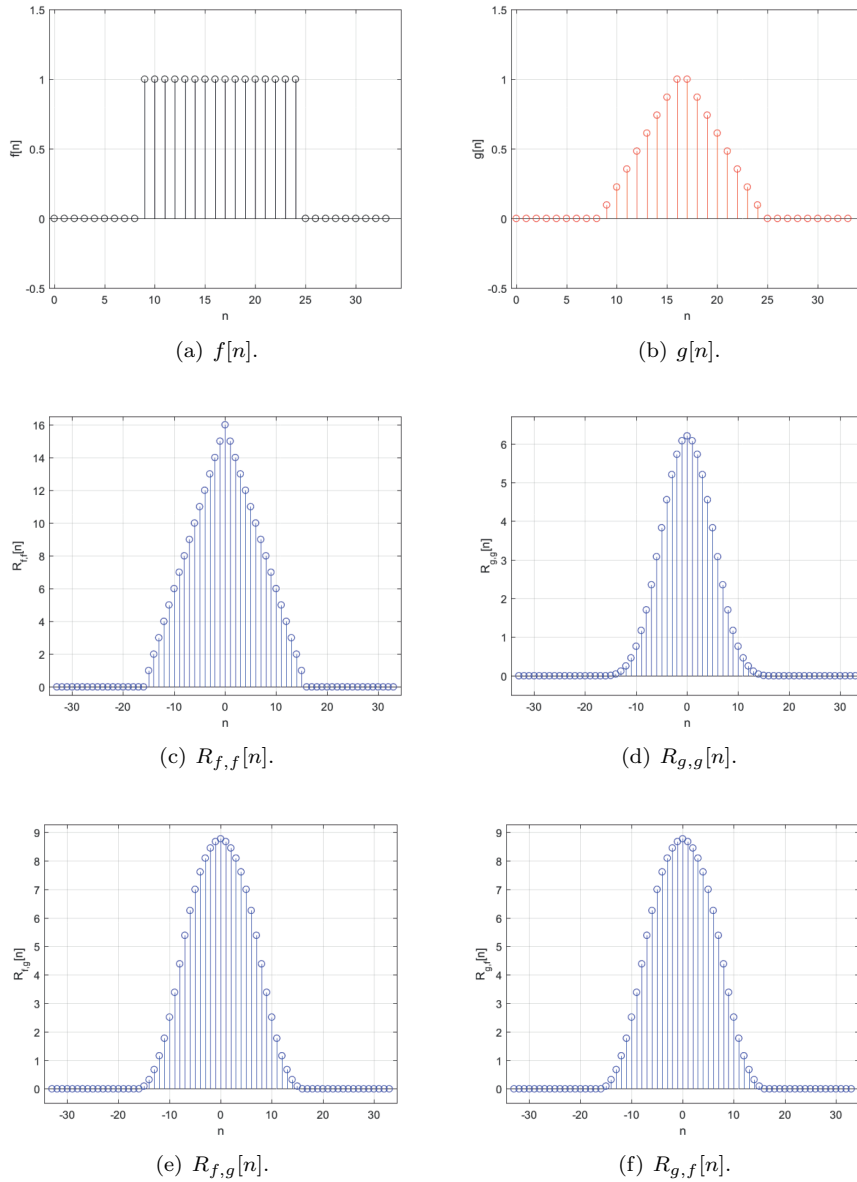 1.5
1
0.5
0
-0.5
f[n]
0 5 10 15 20 25 30
n
(a) f[n].
1.5
1
0.5
0
-0.5
g[n]
0 5 10 15 20 25 30
n
(b) g[n].
16
14
12
10
8
6
4
2
0
R_{f,f}[n]
-30 -20 -10 0 10 20 30
n
(c) R_{f,f}[n].
6
5
4
3
2
1
0
R_{g,g}[n]
-30 -20 -10 0 10 20 30
n
(d) R_{g,g}[n].
9
8
7
6
5
4
3
2
1
0
R_{f,g}[n]
-30 -20 -10 0 10 20 30
n
(e) R_{f,g}[n].
9
8
7
6
5
4
3
2
1
0
R_{g,f}[n]
-30 -20 -10 0 10 20 30
n
(f) R_{g,f}[n].